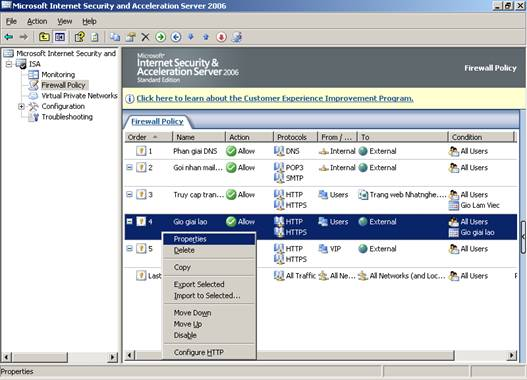 Microsoft Internet Security and Acceleration Server 2006
File Action View Help
Microsoft Internet Security and
ISA
Monitoring
Firewall Policy
Virtual Private Networks
Configuration
Troubleshooting
Microsoft
Internet Security &
Acceleration Server 2006
Standard Edition
Firewall Policy
Click here to learn about the Customer Experience Improvement Program.
Firewall Policy
Order Name Action Protocols From / ... To Condition
1 Phan giai DNS Allow DNS Internal External All Users
2 Goi nhan mail... Allow POP3 Internal External All Users
SMTP
3 Truy cap tran... Allow HTTP Users Trang web Nhatnghe.... All Users
HTTPS Gio Lam Viec
4 Gio giai lao Allow HTTP Users External All Users
HTTPS Gio giai lao
5 HTTP VIP External All Users
HTTPS
Last All Traffic All Ne... All Networks (and Loc... All Users
Properties
Delete
Copy
Export Selected
Import to Selected...
Move Down
Move Up
Disable
Configure HTTP
Properties